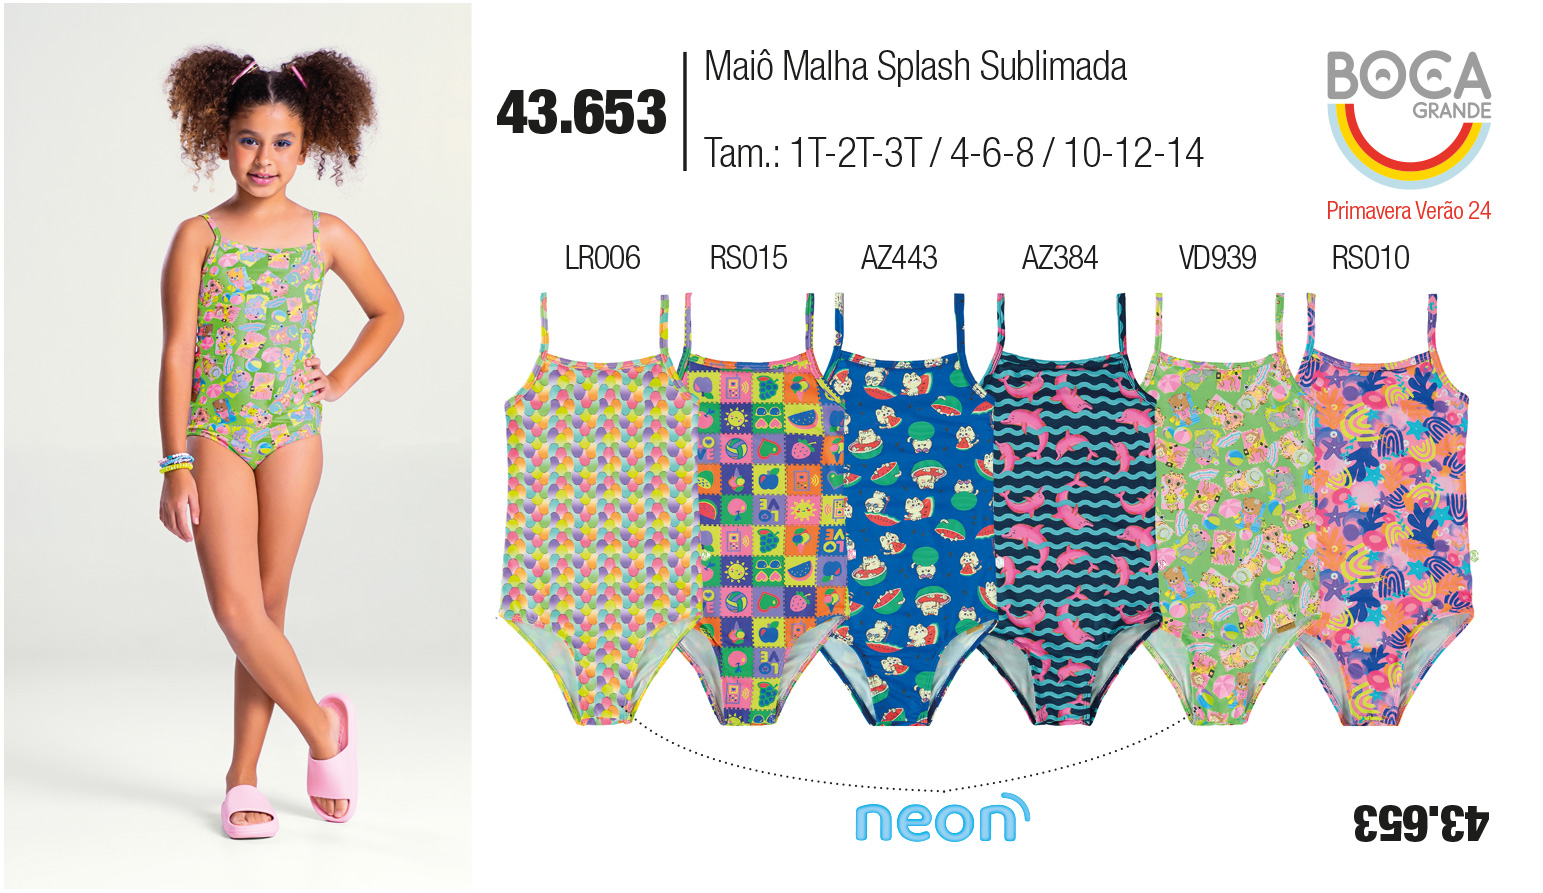 43.653
Maiô Malha Splash Sublimada
Tam.: 1T-2T-3T / 4-6-8 / 10-12-14
BOCA
GRANDE
Primavera Verão 24
LR006
RS015
AZ443
AZ384
VD939
RS010
LOVE
neon
43.653